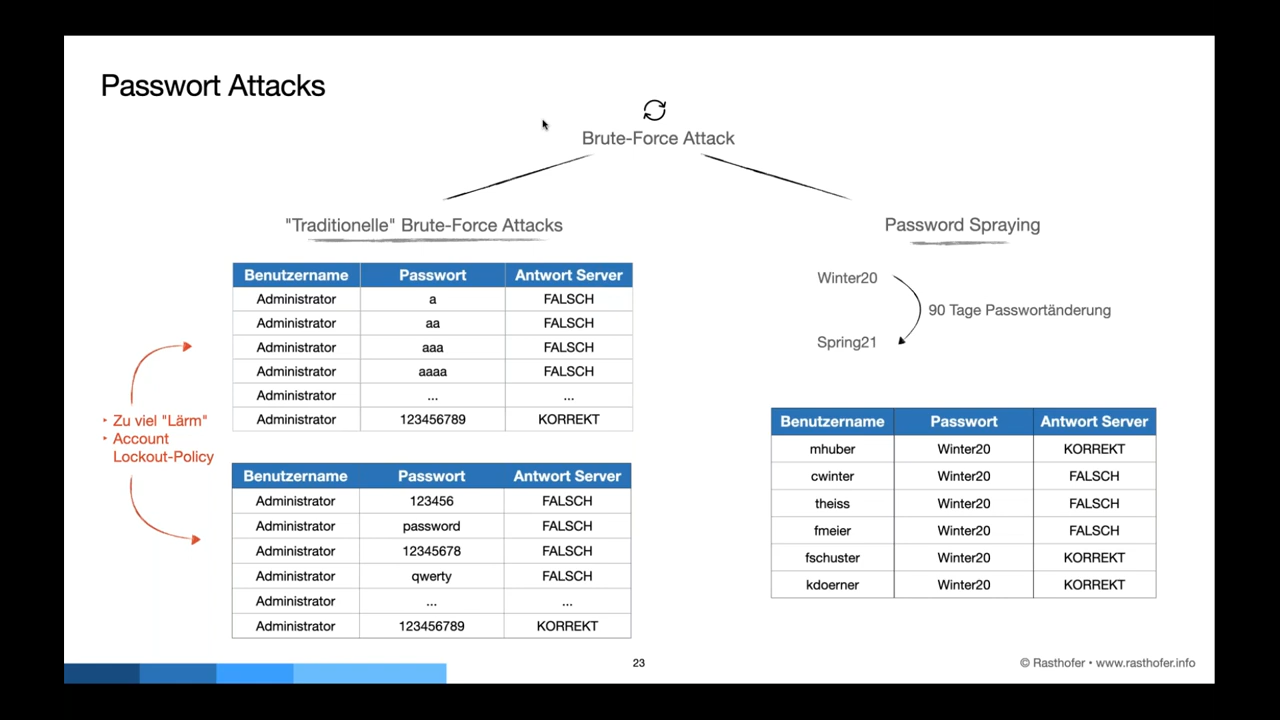 Passwort Attacks
Brute-Force Attack
"Traditionelle" Brute-Force Attacks
Benutzername Passwort Antwort Server
Administrator a FALSCH
Administrator aa FALSCH
Administrator aaa FALSCH
Administrator aaaa FALSCH
Administrator ... ...
Administrator 123456789 KORREKT
‣ Zu viel "Lärm"
‣ Account
Lockout-Policy
Benutzername Passwort Antwort Server
Administrator 123456 FALSCH
Administrator password FALSCH
Administrator 12345678 FALSCH
Administrator qwerty FALSCH
Administrator ... ...
Administrator 123456789 KORREKT
Password Spraying
Winter20
90 Tage Passwortänderung
Spring21
Benutzername Passwort Antwort Server
mhuber Winter20 KORREKT
cwinter Winter20 FALSCH
theiss Winter20 FALSCH
fmeier Winter20 FALSCH
fschuster Winter20 KORREKT
kdoerner Winter20 KORREKT
23
© Rasthofer • www.rasthofer.info